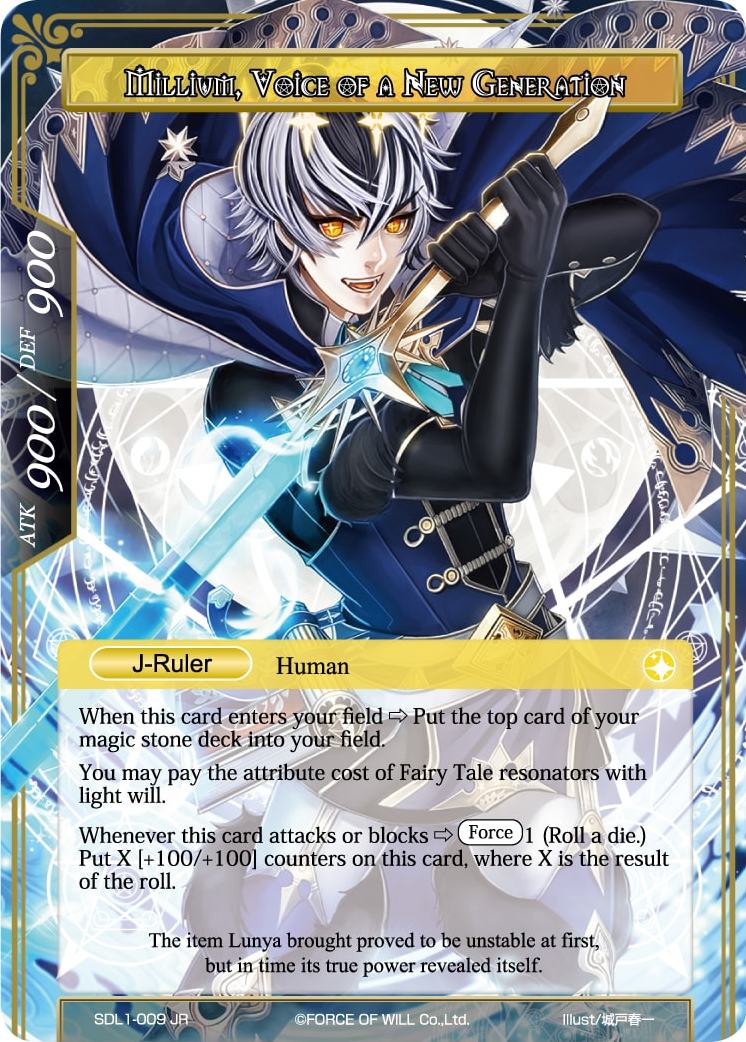 Millium, Voice of a New Generation
ATK 900 / DEF 900
J-Ruler Human
When this card enters your field ⇨ Put the top card of your
magic stone deck into your field.
You may pay the attribute cost of Fairy Tale resonators with
light will.
Whenever this card attacks or blocks ⇨ Force 1 (Roll a die.)
Put X [+100/+100] counters on this card, where X is the result
of the roll.
The item Lunya brought proved to be unstable at first,
but in time its true power revealed itself.
SDL1-009 JR ©FORCE OF WILL Co.,Ltd. Illust/城戸春一